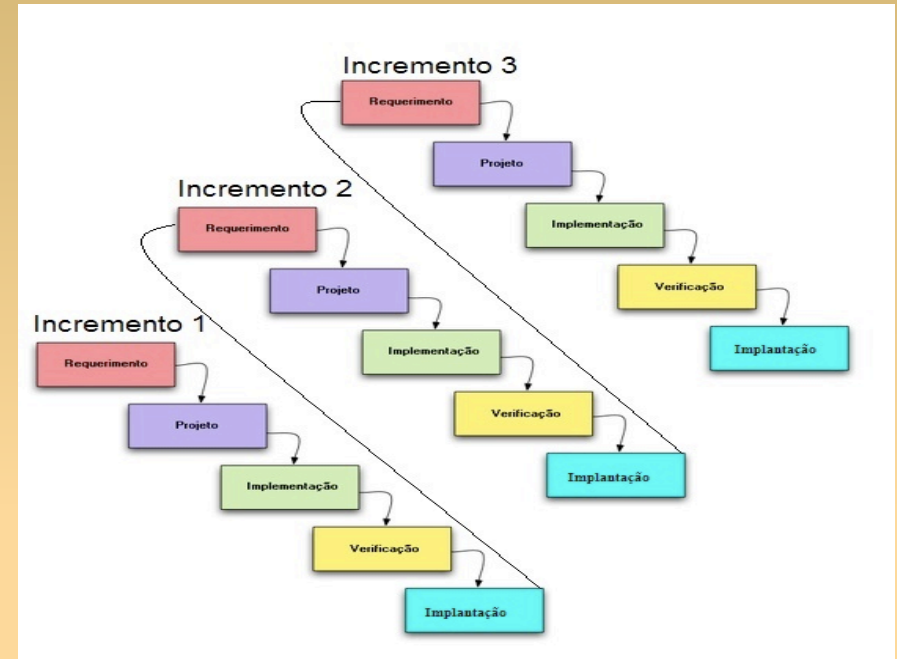 Incremento 3
Requerimento
Projeto
Implementação
Verificação
Implantação
Incremento 2
Requerimento
Projeto
Implementação
Verificação
Implantação
Incremento 1
Requerimento
Projeto
Implementação
Verificação
Implantação